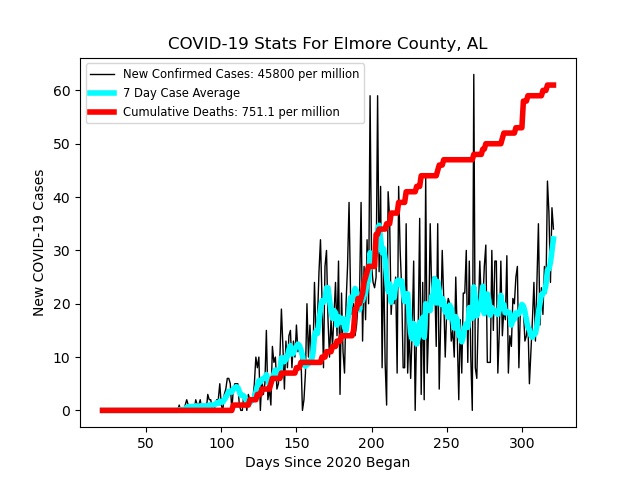 COVID-19 Stats For Elmore County, AL
New Confirmed Cases: 45800 per million
7 Day Case Average
Cumulative Deaths: 751.1 per million
New COVID-19 Cases
60
50
40
30
20
10
0
50 100 150 200 250 300
Days Since 2020 Began